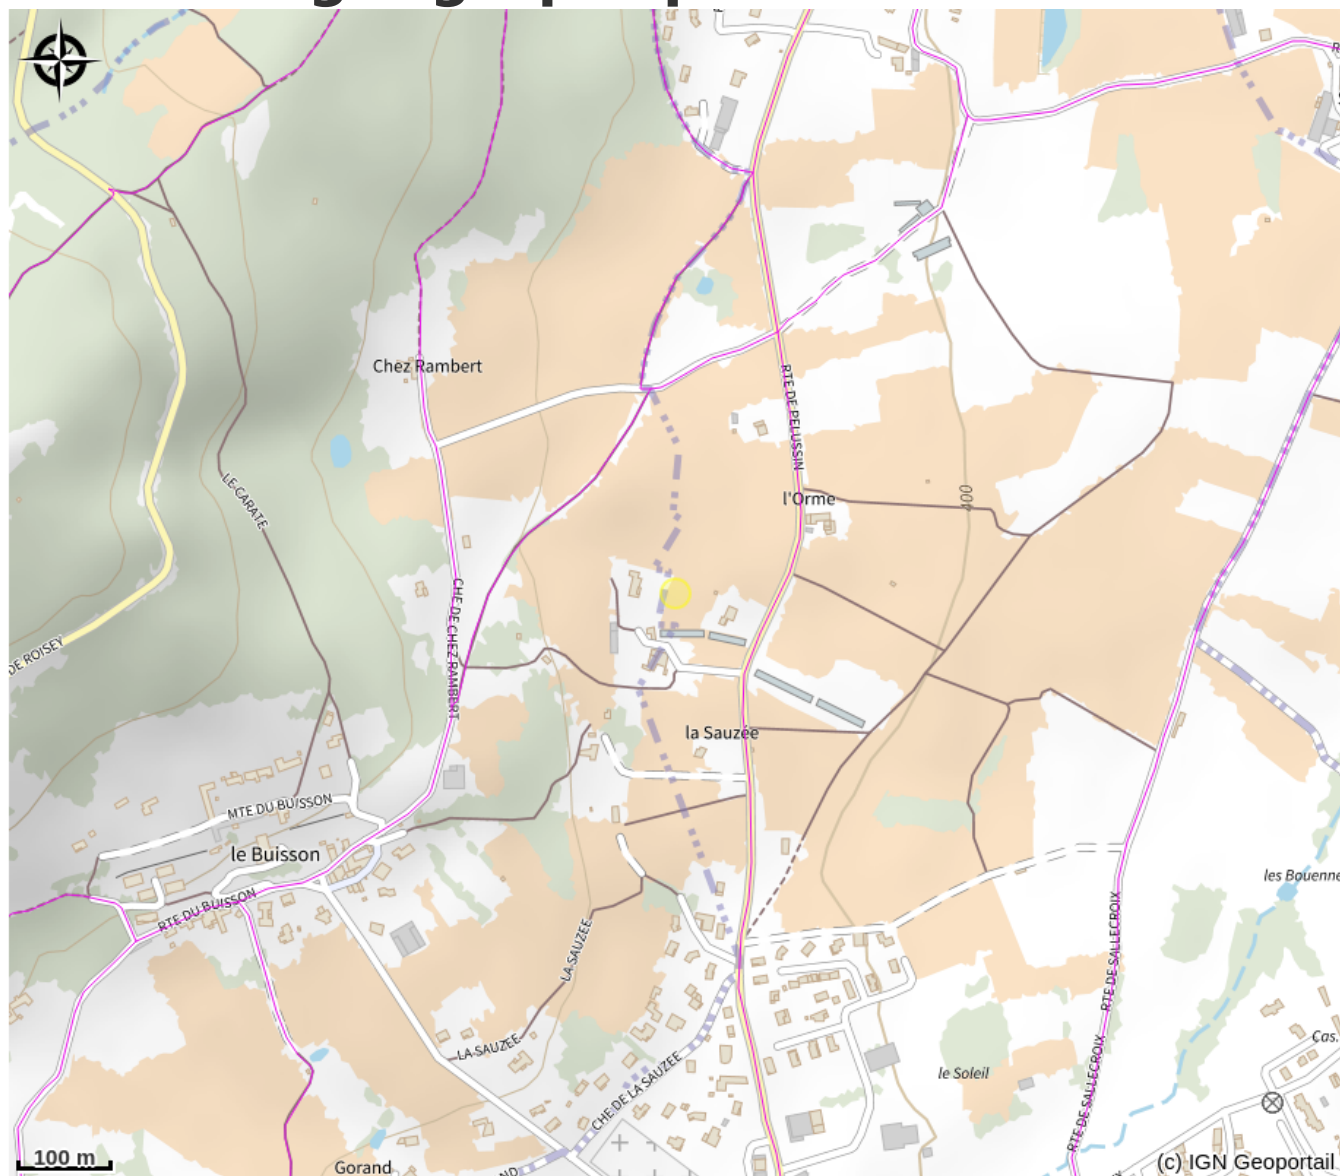 Chez Rambert
RTE DE PELUSSIN
LE CARATE
l'Orme
400
CHE DE CHEZ RAMBERT
DE ROISEY
la Sauzée
MTE DU BUISSON
le Buisson
RTE DU BUISSON
les Bouenne
LA SAUZEE
RTE DE SALLECROIX
LA SAUZEE
CHE DE LA SAUZEE
le Soleil
Cas.
RTE DE SALLECROIX
100 m
Gorand
(c) IGN Geoportail